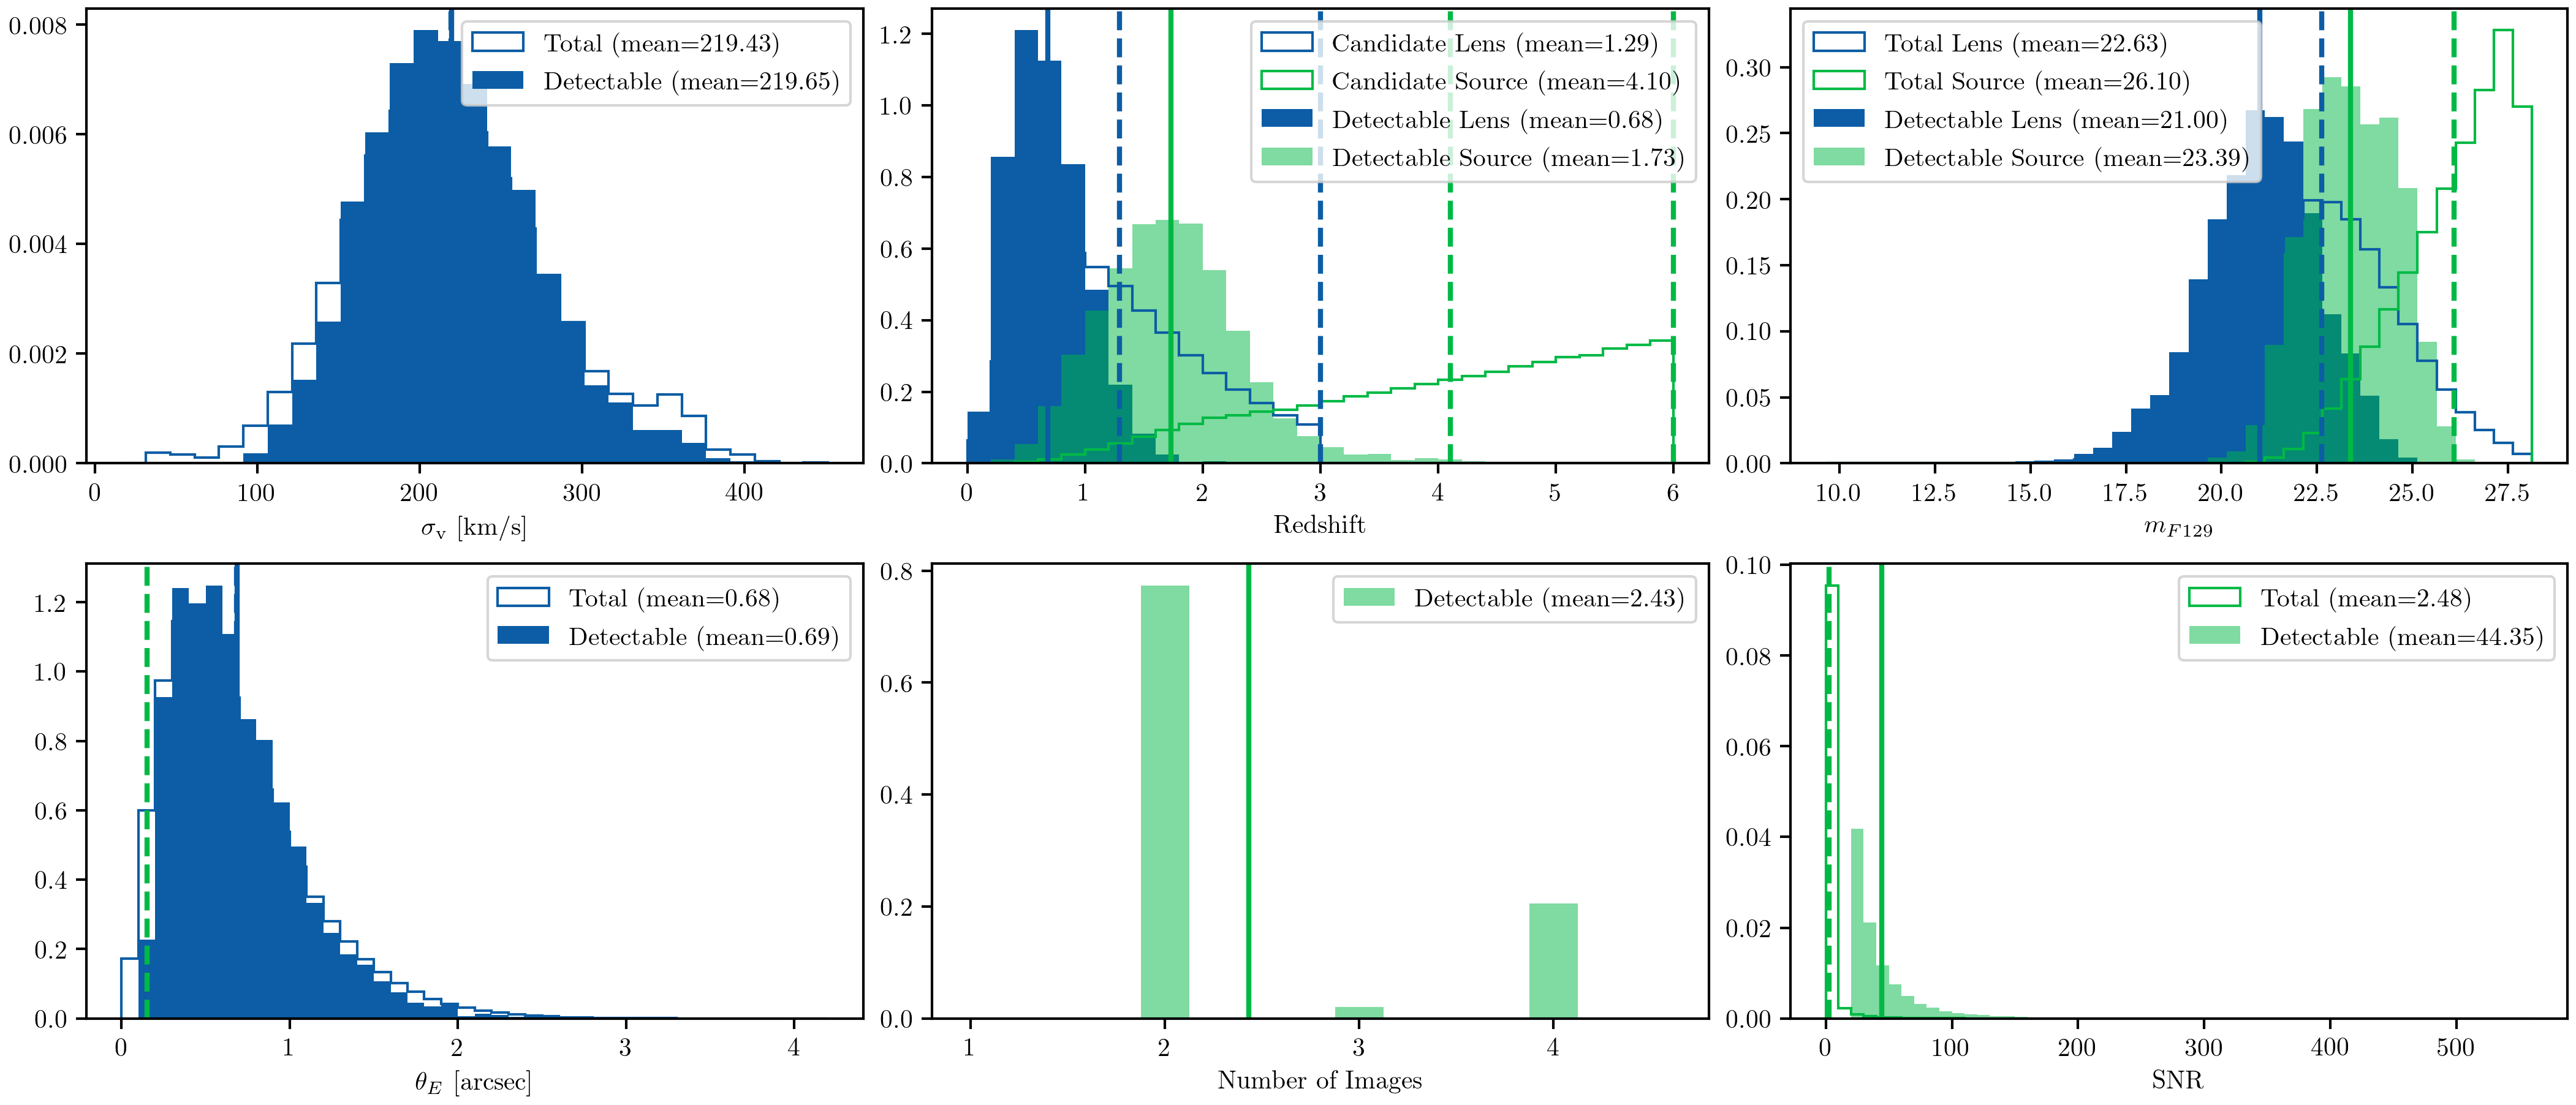 0.008
0.006
0.004
0.002
0.000
Total (mean=219.43)
Detectable (mean=219.65)
0 100 200 300 400
σv [km/s]
1.2
1.0
0.8
0.6
0.4
0.2
0.0
Candidate Lens (mean=1.29)
Candidate Source (mean=4.10)
Detectable Lens (mean=0.68)
Detectable Source (mean=1.73)
0 1 2 3 4 5 6
Redshift
0.30
0.25
0.20
0.15
0.10
0.05
0.00
Total Lens (mean=22.63)
Total Source (mean=26.10)
Detectable Lens (mean=21.00)
Detectable Source (mean=23.39)
10.0 12.5 15.0 17.5 20.0 22.5 25.0 27.5
mF129
1.2
1.0
0.8
0.6
0.4
0.2
0.0
Total (mean=0.68)
Detectable (mean=0.69)
0 1 2 3 4
θE [arcsec]
0.8
0.6
0.4
0.2
0.0
Detectable (mean=2.43)
1 2 3 4
Number of Images
0.10
0.08
0.06
0.04
0.02
0.00
Total (mean=2.48)
Detectable (mean=44.35)
0 100 200 300 400 500
SNR